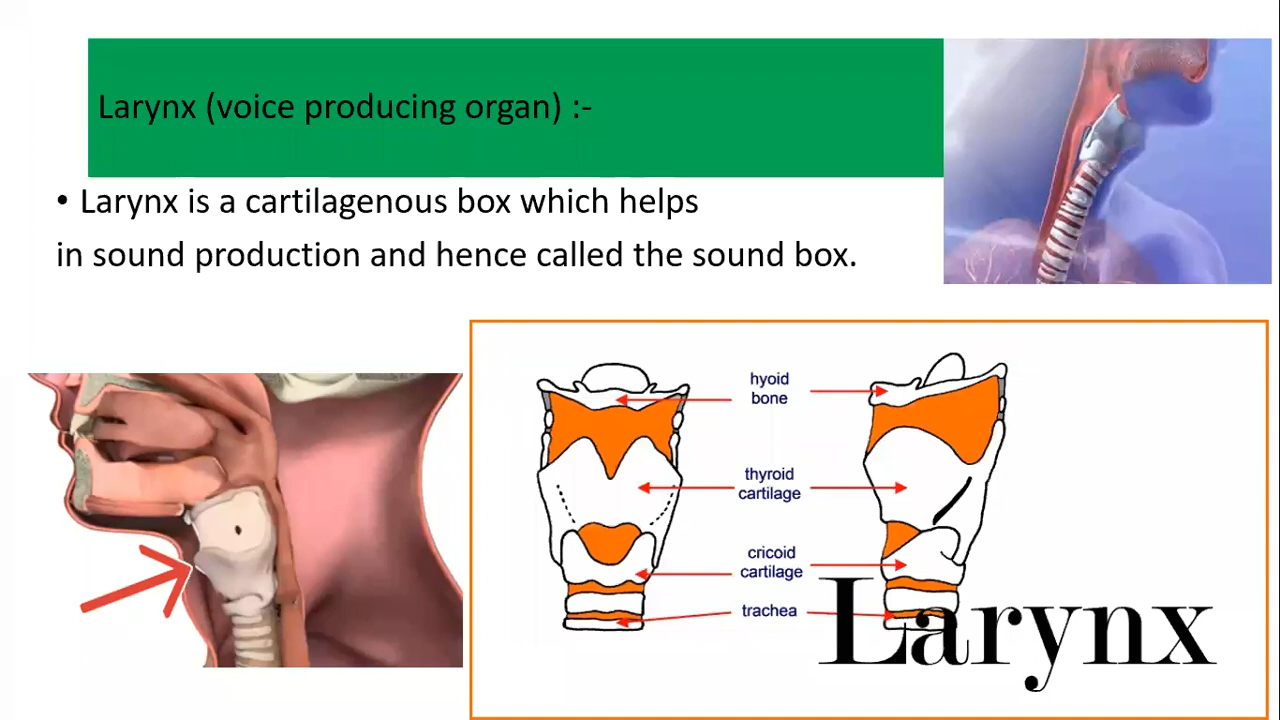 Larynx (voice producing organ) :-
• Larynx is a cartilagenous box which helps
in sound production and hence called the sound box.
hyoid
bone
thyroid
cartilage
cricoid
cartilage
trachea
Larynx